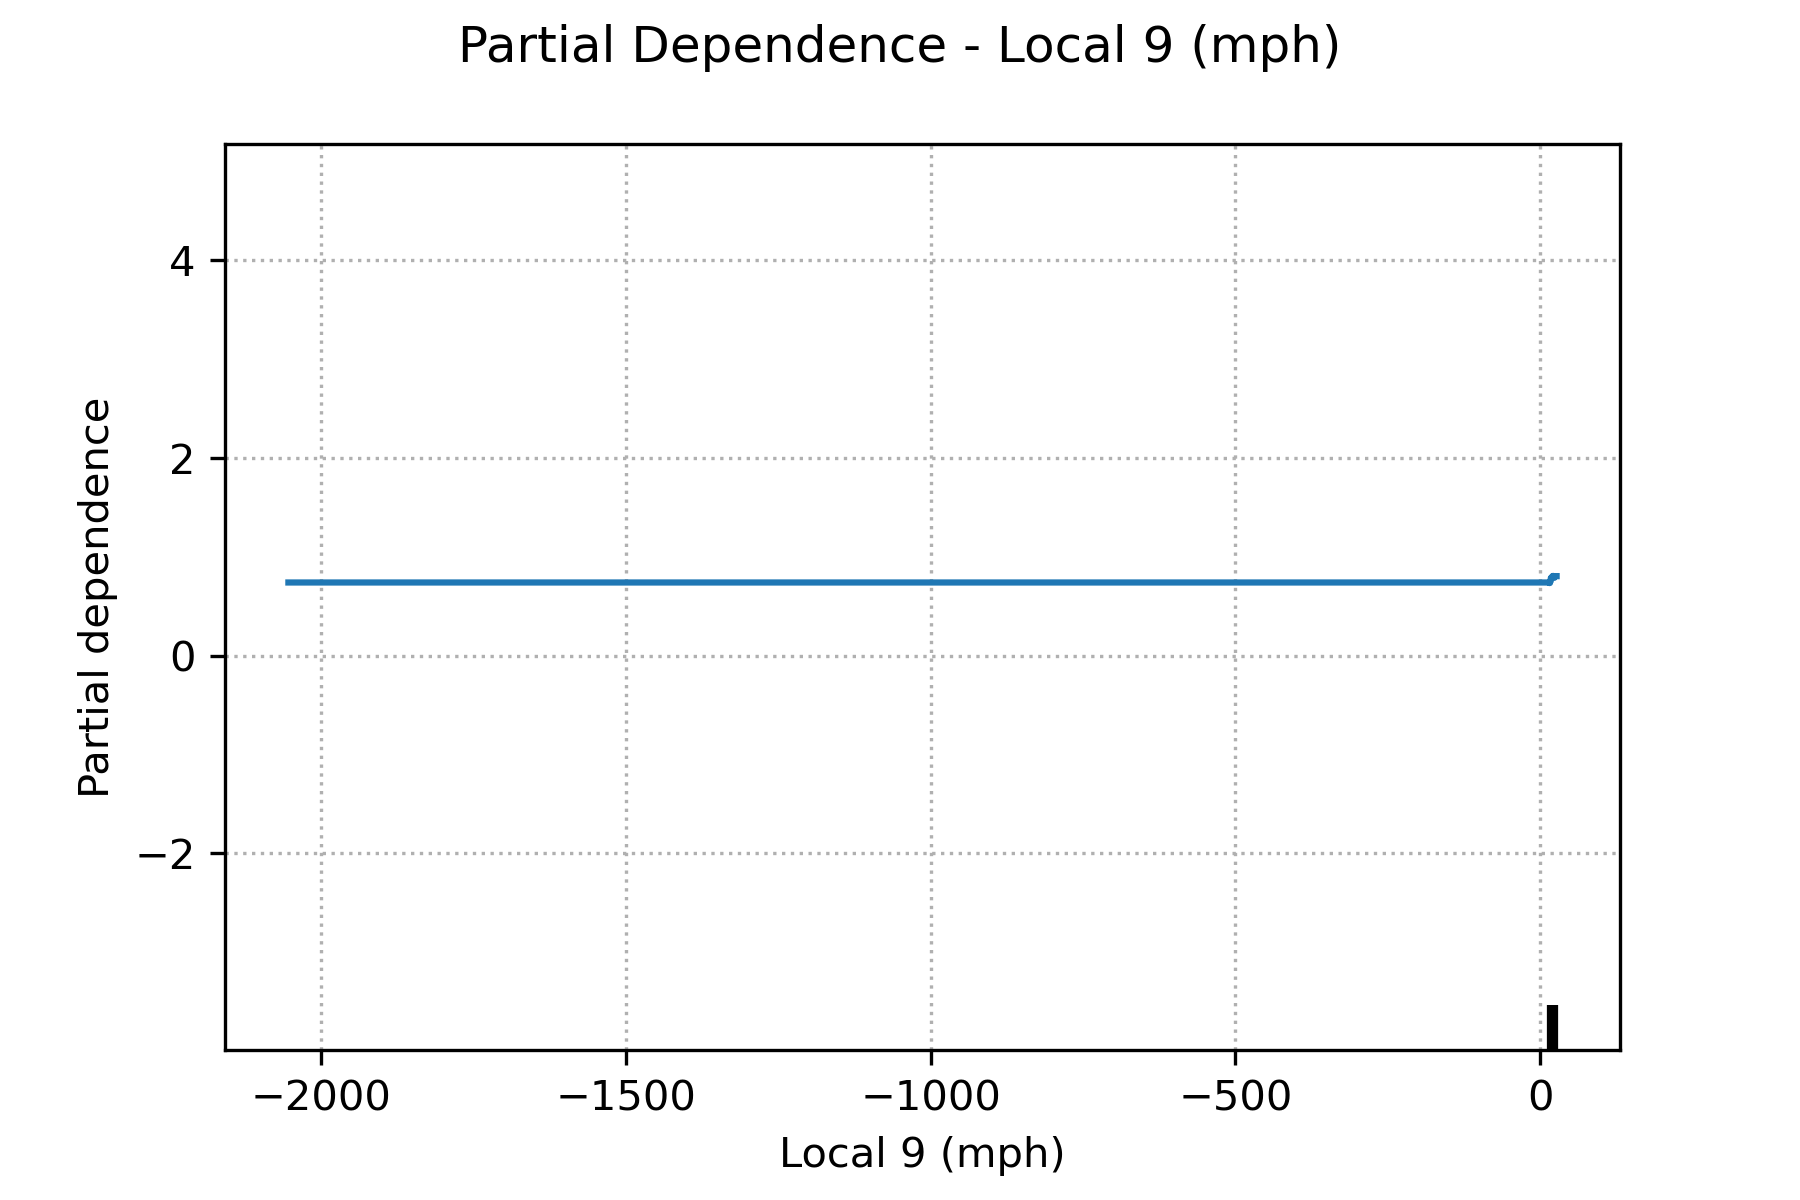 Partial Dependence - Local 9 (mph)
4
2
0
−2
Partial dependence
−2000 −1500 −1000 −500 0
Local 9 (mph)